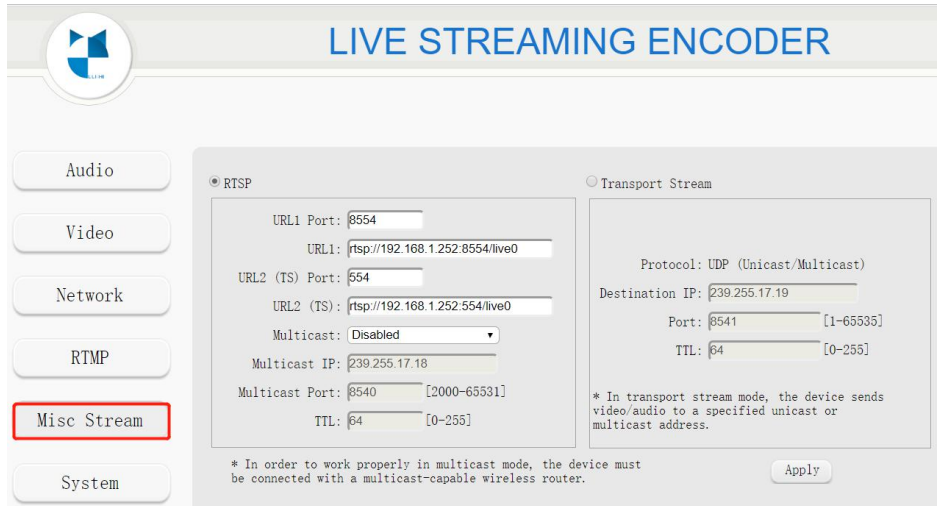 LIVE STREAMING ENCODER
Audio
Video
Network
RTMP
Misc Stream
System
RTSP
URL1 Port: 8554
URL1: rtsp://192.168.1.252:8554/live0
URL2 (TS) Port: 554
URL2 (TS): rtsp://192.168.1.252:554/live0
Multicast: Disabled
Multicast IP: 239.255.17.18
Multicast Port: 8540 [2000-65531]
TTL: 64 [0-255]
* In order to work properly in multicast mode, the device must
be connected with a multicast-capable wireless router.
Transport Stream
Protocol: UDP (Unicast/Multicast)
Destination IP: 239.255.17.19
Port: 8541 [1-65535]
TTL: 64 [0-255]
* In transport stream mode, the device sends
video/audio to a specified unicast or
multicast address.
Apply